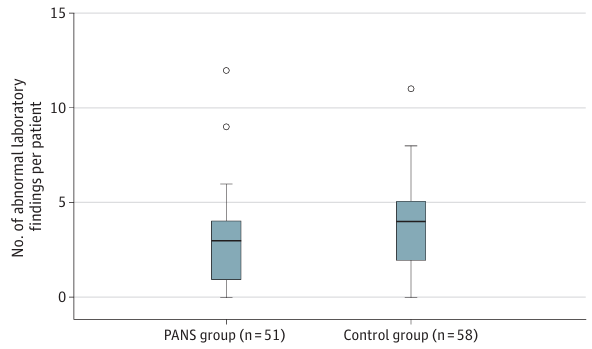 No. of abnormal laboratory
findings per patient
15
10
5
0
PANS group (n=51)
Control group (n=58)